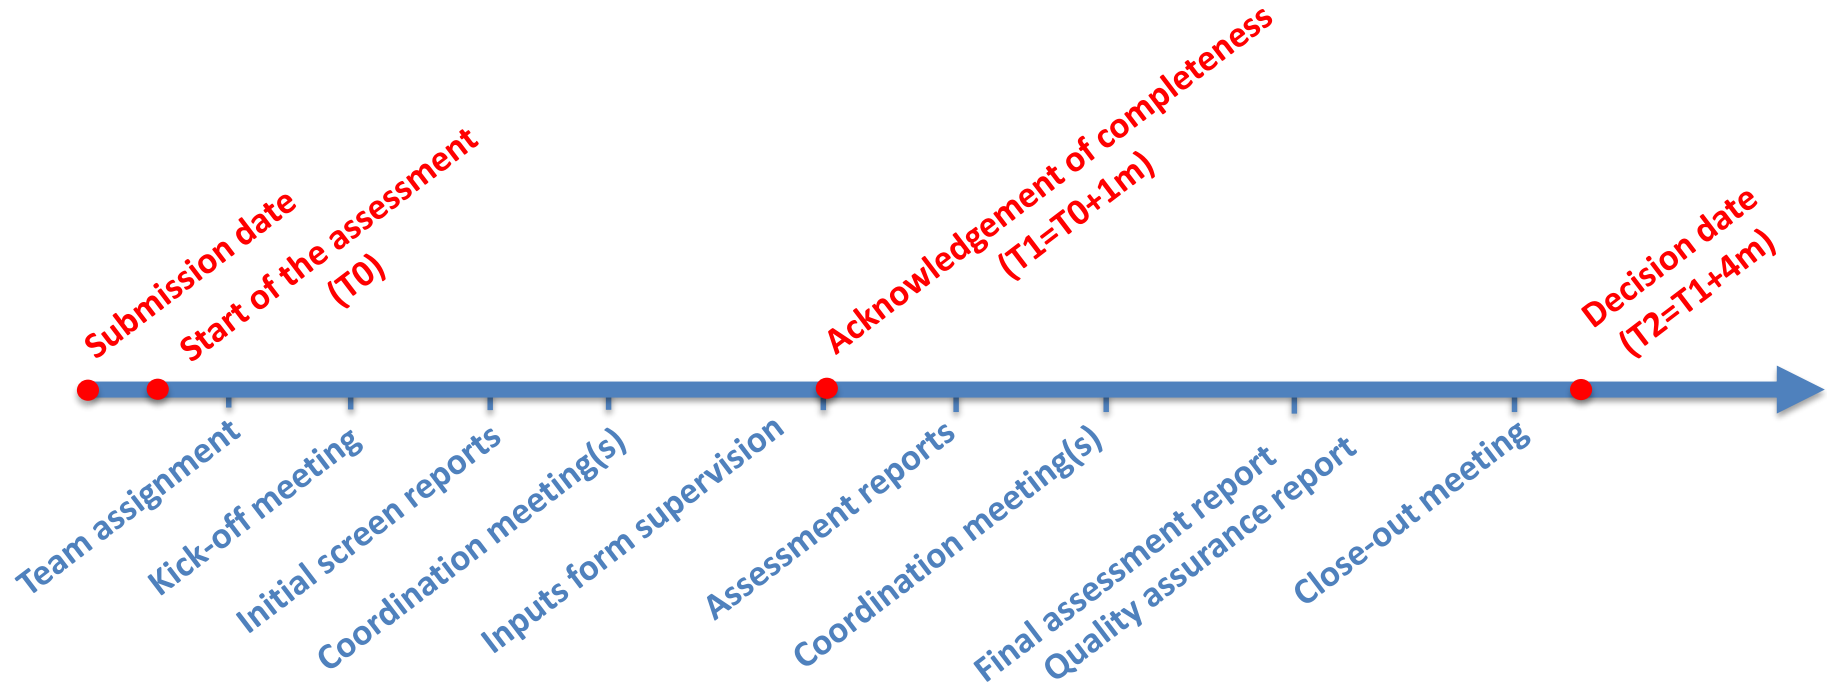 Submission date
Start of the assessment
(T0)
Acknowledgement of completeness
(T1=T0+1m)
Decision date
(T2=T1+4m)
Team assignment
Kick-off meeting
Initial screen reports
Coordination meeting(s)
Inputs form supervision
Assessment reports
Coordination meeting(s)
Final assessment report
Quality assurance report
Close-out meeting